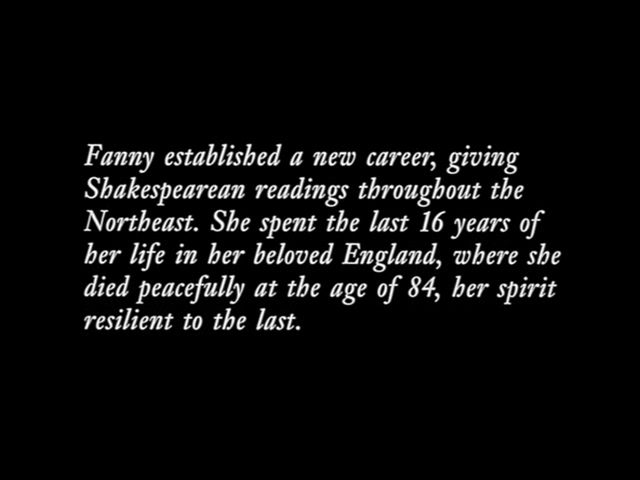 Fanny established a new career, giving
Shakespearean readings throughout the
Northeast. She spent the last 16 years of
her life in her beloved England, where she
died peacefully at the age of 84, her spirit
resilient to the last.